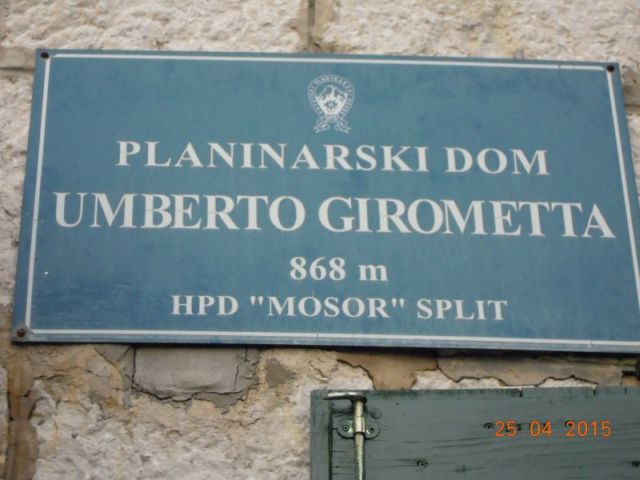 PLANINARSKI DOM
UMBERTO GIROMETTA
868 m
HPD "MOSOR" SPLIT
25 04 2015